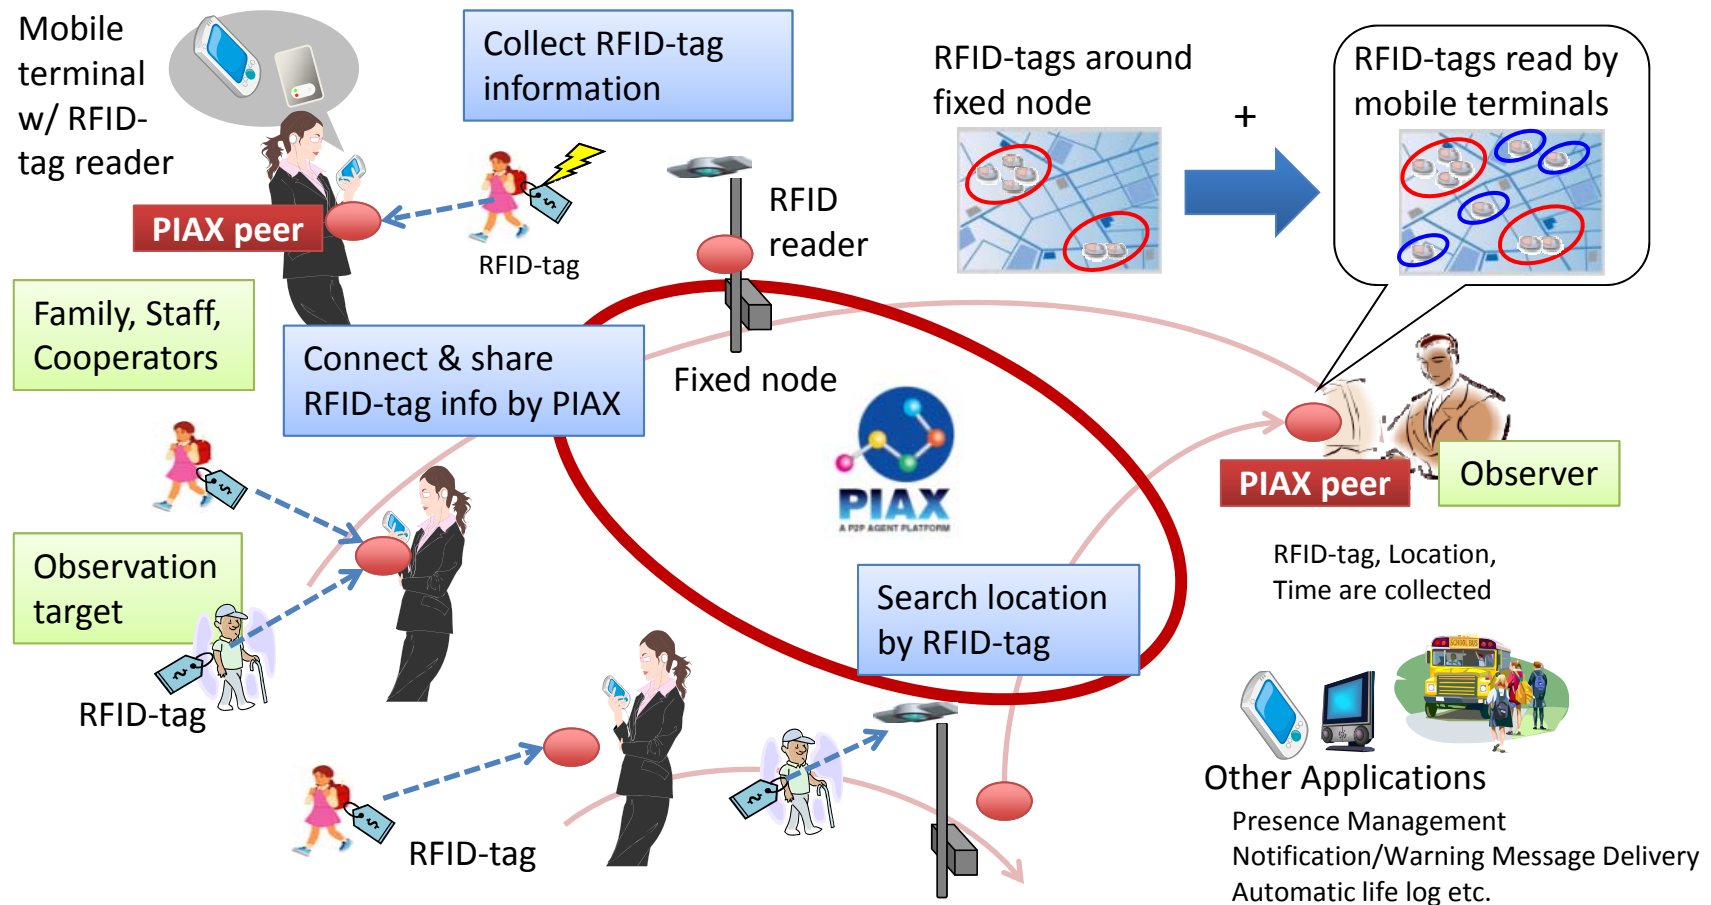 Mobile
terminal
w/ RFID-
tag reader
Collect RFID-tag
information
RFID-tags around
fixed node
+
RFID-tags read by
mobile terminals
PIAX peer
RFID-tag
RFID
reader
Family, Staff,
Cooperators
Connect & share
RFID-tag info by PIAX
Fixed node
PIAX
A P2P AGENT PLATFORM
PIAX peer
Observer
RFID-tag, Location,
Time are collected
Observation
target
RFID-tag
Search location
by RFID-tag
SCHOOL BUS
RFID-tag
Other Applications
Presence Management
Notification/Warning Message Delivery
Automatic life log etc.